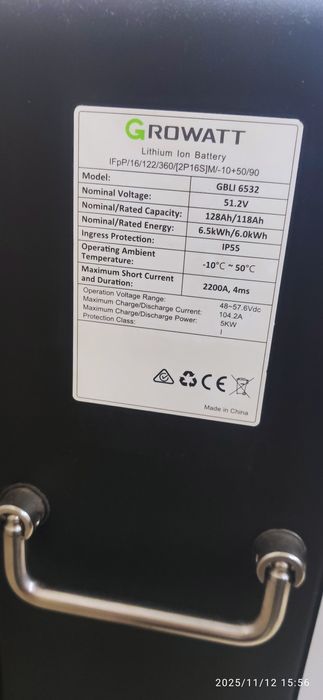 GROWATT
Lithium Ion Battery
IFpP/16/122/360/[2P16S]M/-10+50/90
Model: GBLI 6532
Nominal Voltage: 51.2V
Nominal/Rated Capacity: 128Ah/118Ah
Nominal/Rated Energy: 6.5kWh/6.0kWh
Ingress Protection: IP55
Operating Ambient
Temperature: -10°C ~ 50°C
Maximum Short Current
and Duration: 2200A, 4ms
Operation Voltage Range: 48~57.6Vdc
Maximum Charge/Discharge Current: 104.2A
Maximum Charge/Discharge Power: 5KW
Protection Class: I
CE
Made in China
2025/11/12 15:56